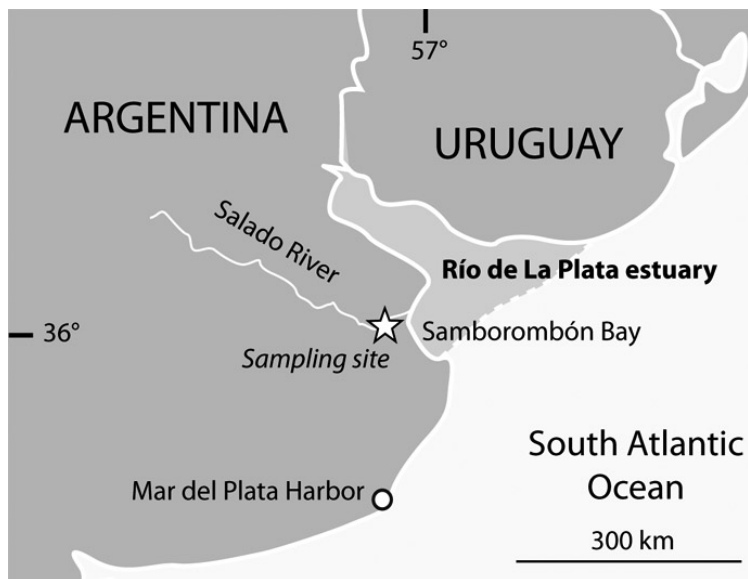 57°
ARGENTINA
URUGUAY
Salado River
Río de La Plata estuary
36°
Samborombón Bay
Sampling site
South Atlantic
Ocean
Mar del Plata Harbor
300 km